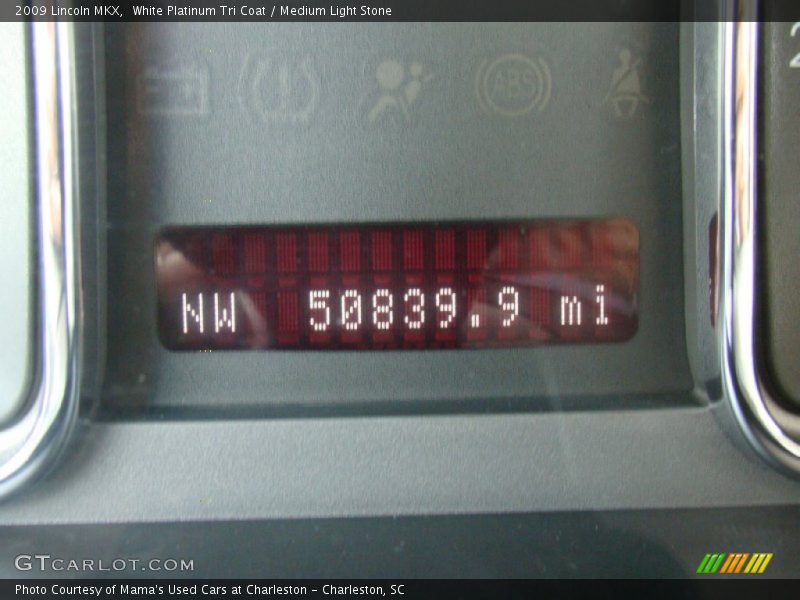 2009 Lincoln MKX, White Platinum Tri Coat / Medium Light Stone
ABS
NW 50839.9 mi
GTCARLOT.COM
Photo Courtesy of Mama's Used Cars at Charleston - Charleston, SC